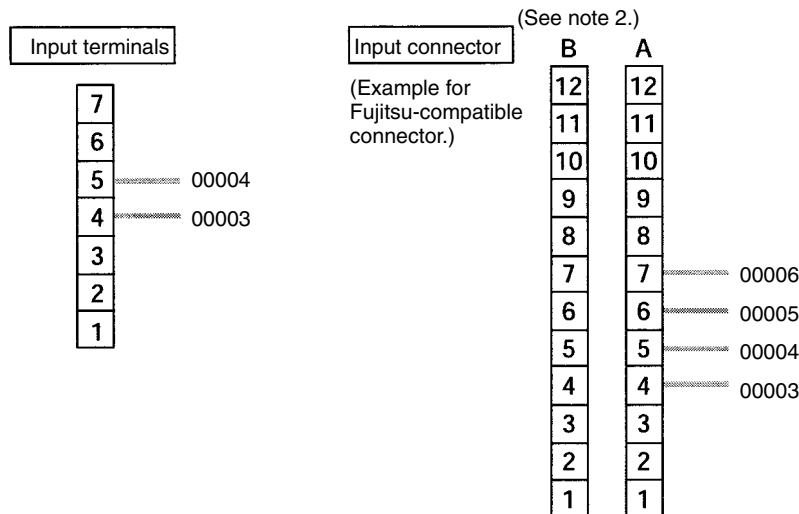 Input terminals
7
6
5 00004
4 00003
3
2
1
(See note 2.)
Input connector
(Example for
Fujitsu-compatible
connector.)
B A
12 12
11 11
10 10
9 9
8 8
7 7 00006
6 6 00005
5 5 00004
4 4 00003
3 3
2 2
1 1